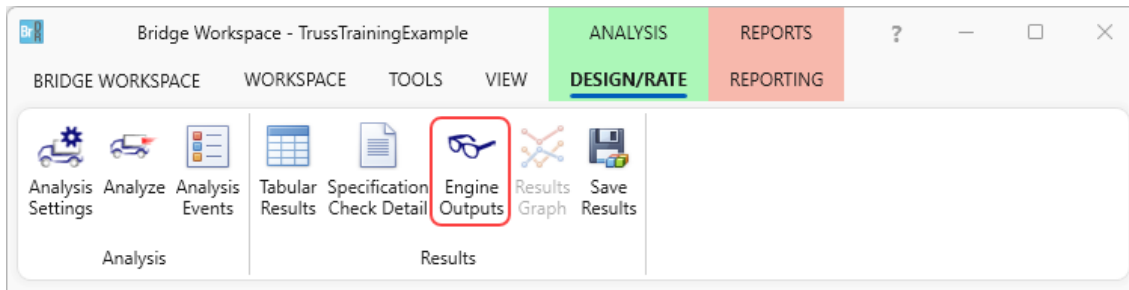 Br
Bridge Workspace - TrussTrainingExample
ANALYSIS
REPORTS
?
BRIDGE WORKSPACE
WORKSPACE
TOOLS
VIEW
DESIGN/RATE
REPORTING
Analysis
Settings
Analyze
Analysis
Events
Tabular
Results
Specification
Check Detail
Engine
Outputs
Results
Graph
Save
Results
Analysis
Results